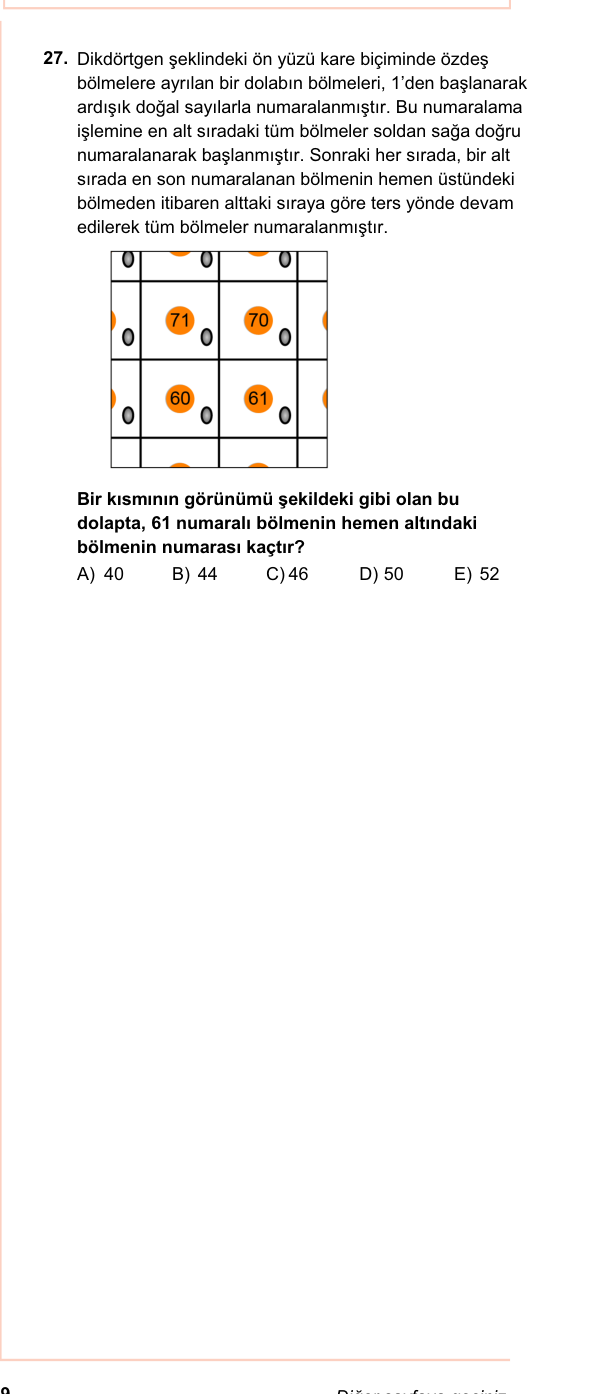 27. Dikdörtgen şeklindeki ön yüzü kare biçiminde özdeş
bölmelere ayrılan bir dolabın bölmeleri, 1’den başlanarak
ardışık doğal sayılarla numaralanmıştır. Bu numaralama
işlemine en alt sıradaki tüm bölmeler soldan sağa doğru
numaralanarak başlanmıştır. Sonraki her sırada, bir alt
sırada en son numaralanan bölmenin hemen üstündeki
bölmeden itibaren alttaki sıraya göre ters yönde devam
edilerek tüm bölmeler numaralanmıştır.
71 70
60 61
Bir kısmının görünümü şekildeki gibi olan bu
dolapta, 61 numaralı bölmenin hemen altındaki
bölmenin numarası kaçtır?
A) 40 B) 44 C) 46 D) 50 E) 52
9 Diğer sayfaya geçiniz